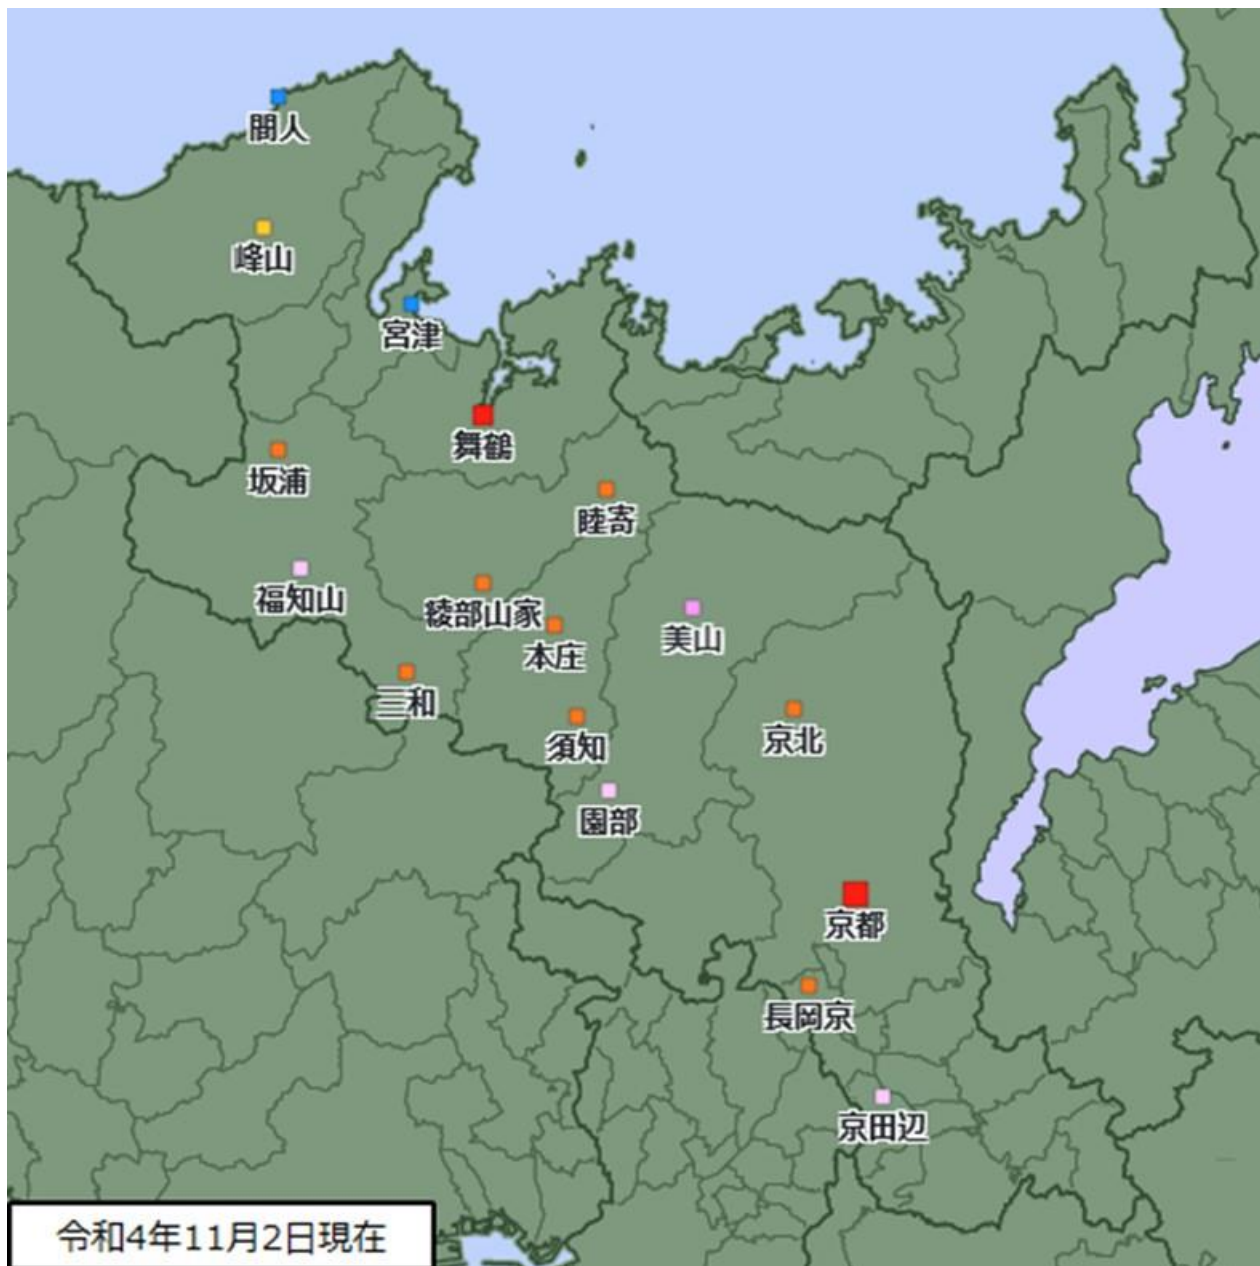 間人
峰山
宮津
舞鶴
坂浦
睦寄
福知山
綾部山家
本庄
美山
三和
須知
京北
園部
京都
長岡京
京田辺
令和4年11月2日現在